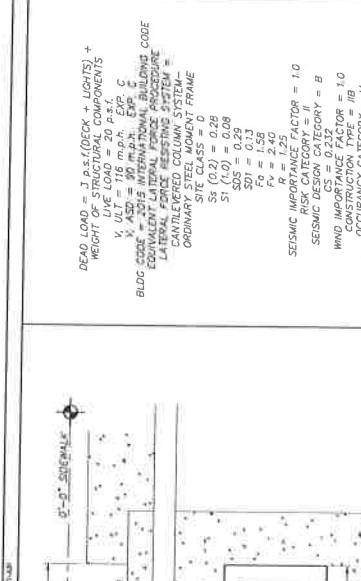 DEAD LOAD = 3 p.s.f.(DECK + LIGHTS) +
WEIGHT OF STRUCTURAL COMPONENTS
LIVE LOAD = 20 p.s.f.
V, ULT = 116 m.p.h. EXP. C
V, ASD = 90 m.p.h. EXP. C
BLDG CODE = 2015 INTERNATIONAL BUILDING CODE
EQUIVALENT LATERAL PROCEDURE
LATERAL FORCE RESISTING SYSTEM =
CANTILEVERED COLUMN SYSTEM-
ORDINARY STEEL MOMENT FRAME
SITE CLASS = D
Ss (0.2) = 0.28
S1 (1.0) = 0.08
SDS = 0.29
SD1 = 0.13
Fa = 1.58
Fv = 2.40
R = 1.25
SEISMIC IMPORTANCE FACTOR = 1.0
RISK CATEGORY = II
SEISMIC DESIGN CATEGORY = B
CS = 0.232
WIND IMPORTANCE FACTOR = 1.0
CONSTRUCTION TYPE = IIB
OCCUPANCY CATEGORY
0'-0" SIDEWALK